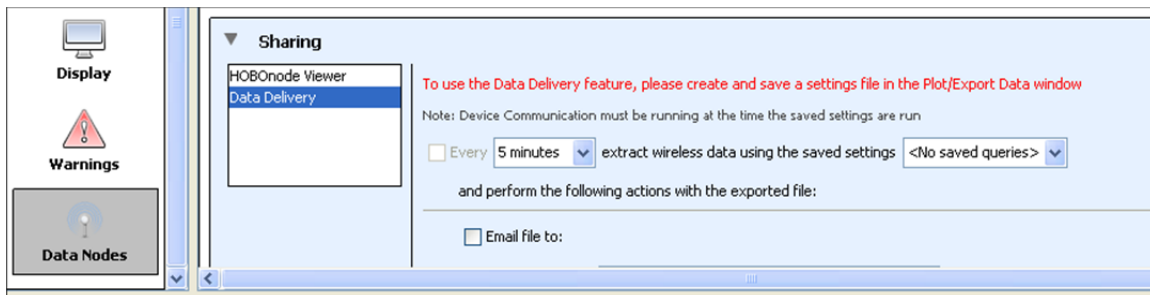 Display
Warnings
Data Nodes
Sharing
HOBOnode Viewer
Data Delivery
To use the Data Delivery feature, please create and save a settings file in the Plot/Export Data window
Note: Device Communication must be running at the time the saved settings are run
Every 5 minutes extract wireless data using the saved settings <No saved queries>
and perform the following actions with the exported file:
Email file to: